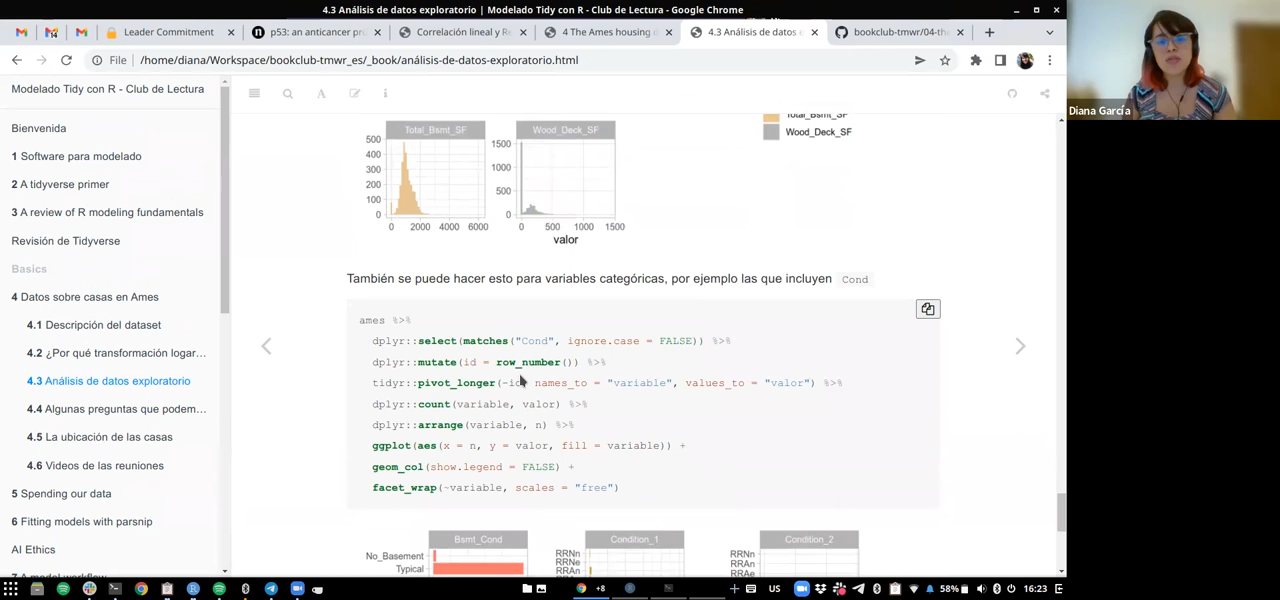 4.3 Análisis de datos exploratorio | Modelado Tidy con R - Club de Lectura - Google Chrome
Leader Commitment
p53: an anticancer pr
Correlación lineal y Re
4 The Ames housing d
4.3 Análisis de datos e
bookclub-tmwr/04-the
File /home/diana/Workspace/bookclub-tmwr_es/_book/análisis-de-datos-exploratorio.html
Diana García
Modelado Tidy con R - Club de Lectura
Bienvenida
1 Software para modelado
2 A tidyverse primer
3 A review of R modeling fundamentals
Revisión de Tidyverse
Basics
4 Datos sobre casas en Ames
4.1 Descripción del dataset
4.2 ¿Por qué transformación logar…
4.3 Análisis de datos exploratorio
4.4 Algunas preguntas que podem…
4.5 La ubicación de las casas
4.6 Videos de las reuniones
5 Spending our data
6 Fitting models with parsnip
AI Ethics
7 A model workflow
Total_Bsmt_SF
Wood_Deck_SF
Total_Bsmt_SF
500
400
300
200
100
0
0 2000 4000 6000
Wood_Deck_SF
1500
1000
500
0
0 500 1000 1500
valor
También se puede hacer esto para variables categóricas, por ejemplo las que incluyen Cond
ames %>%
dplyr::select(matches("Cond", ignore.case = FALSE)) %>%
dplyr::mutate(id = row_number()) %>%
tidyr::pivot_longer(-id, names_to = "variable", values_to = "valor") %>%
dplyr::count(variable, valor) %>%
dplyr::arrange(variable, n) %>%
ggplot(aes(x = n, y = valor, fill = variable)) +
geom_col(show.legend = FALSE) +
facet_wrap(~variable, scales = "free")
Bsmt_Cond
No_Basement
Typical
Condition_1
RRNn
RRNe
RRAn
Condition_2
RRNn
RRAn
RRAe
+8
US
58%
16:23